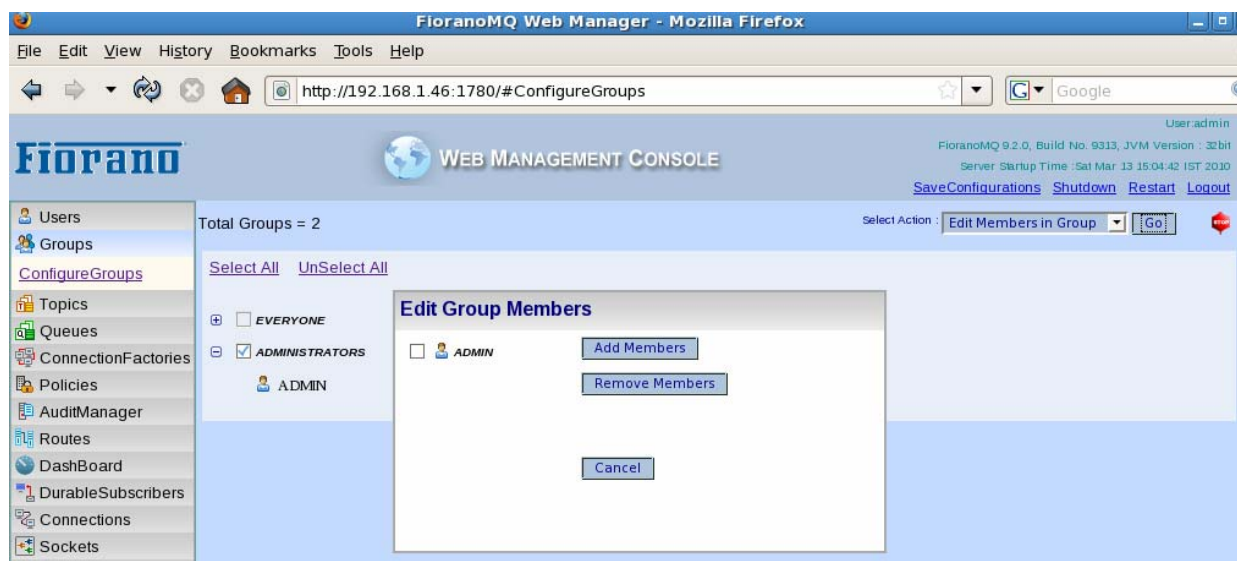 FioranoMQ Web Manager - Mozilla Firefox
File Edit View History Bookmarks Tools Help
http://192.168.1.46:1780/#ConfigureGroups
G Google
User:admin
Fiorano
WEB MANAGEMENT CONSOLE
FioranoMQ 9.2.0, Build No. 9313, JVM Version : 32bit
Server Startup Time :Sat Mar 13 15:04:42 IST 2010
SaveConfigurations Shutdown Restart Logout
Users
Total Groups = 2
Select Action : Edit Members in Group Go
Groups
ConfigureGroups
Select All UnSelect All
Topics
Queues
ConnectionFactories
Policies
AuditManager
Routes
DashBoard
DurableSubscribers
Connections
Sockets
EVERYONE
ADMINISTRATORS
ADMIN
Edit Group Members
ADMIN
Add Members
Remove Members
Cancel